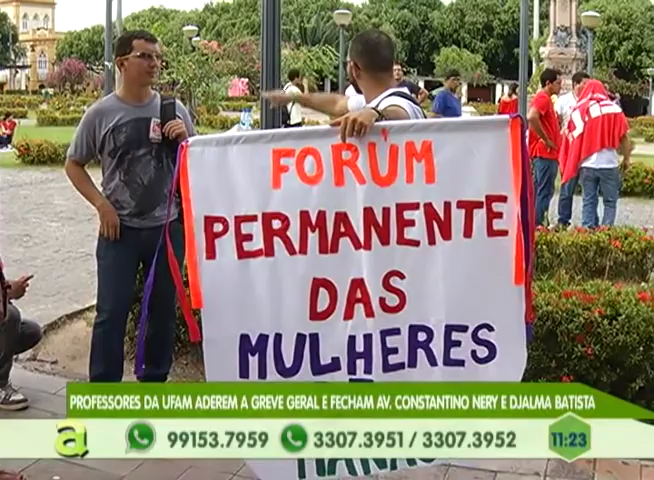 FORÚM
PERMANENTE
DAS
MULHERES
PROFESSORES DA UFAM ADEREM A GREVE GERAL E FECHAM AV. CONSTANTINO NERY E DJALMA BATISTA
a 99153.7959 3307.3951 / 3307.3952 11:23